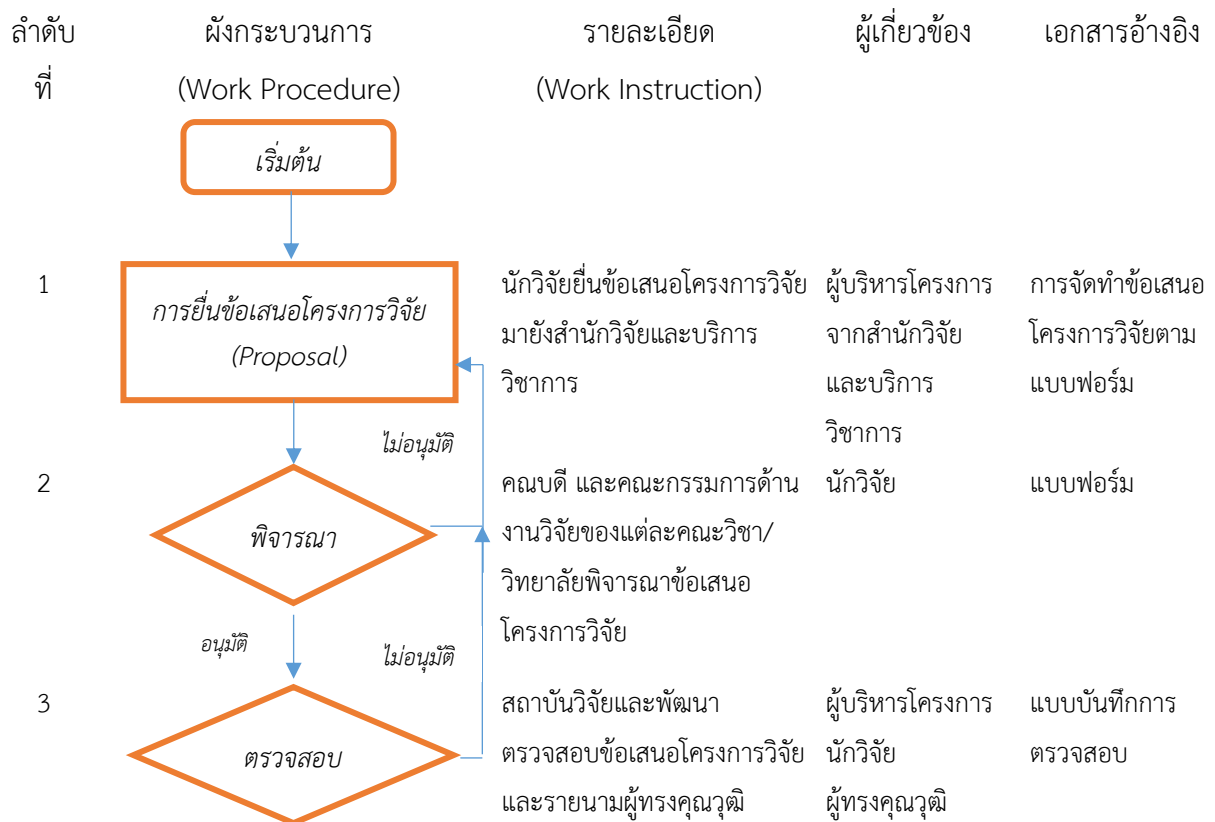 ลำดับ ผังกระบวนการ รายละเอียด ผู้เกี่ยวข้อง เอกสารอ้างอิง
ที่ (Work Procedure) (Work Instruction)
เริ่มต้น
1 การยื่นข้อเสนอโครงการวิจัย นักวิจัยยื่นข้อเสนอโครงการวิจัย ผู้บริหารโครงการ การจัดทำข้อเสนอ
(Proposal) มายังสำนักวิจัยและบริการ จากสำนักวิจัย โครงการวิจัยตาม
วิชาการ และบริการ แบบฟอร์ม
วิชาการ
ไม่อนุมัติ
2 พิจารณา คณบดี และคณะกรรมการด้าน นักวิจัย แบบฟอร์ม
งานวิจัยของแต่ละคณะวิชา/
วิทยาลัยพิจารณาข้อเสนอ
โครงการวิจัย
อนุมัติ ไม่อนุมัติ
3 ตรวจสอบ สถาบันวิจัยและพัฒนา ผู้บริหารโครงการ แบบบันทึกการ
ตรวจสอบข้อเสนอโครงการวิจัย นักวิจัย ตรวจสอบ
และรายนามผู้ทรงคุณวุฒิ ผู้ทรงคุณวุฒิ